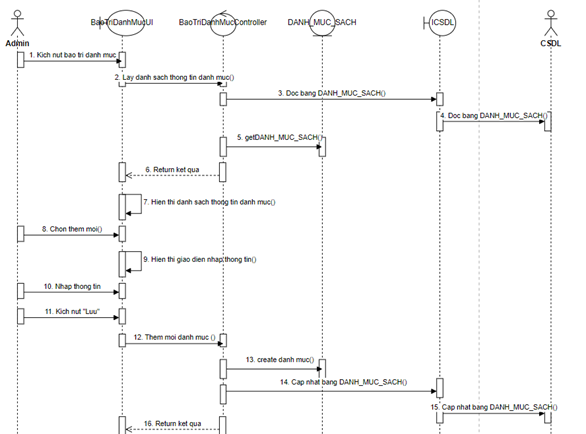 Admin
BaoTriDanhMucUI
BaoTriDanhMucController
DANH_MUC_SACH
ICSDL
CSDL
1. Kich nut bao tri danh muc
2. Lay danh sach thong tin danh muc()
3. Doc bang DANH_MUC_SACH()
4. Doc bang DANH_MUC_SACH()
5. getDANH_MUC_SACH()
6. Return ket qua
7. Hien thi danh sach thong tin danh muc()
8. Chon them moi()
9. Hien thi giao dien nhap thong tin()
10. Nhap thong tin
11. Kich nut "Luu"
12. Them moi danh muc ()
13. create danh muc()
14. Cap nhat bang DANH_MUC_SACH()
15. Cap nhat bang DANH_MUC_SACH()
16. Return ket qua